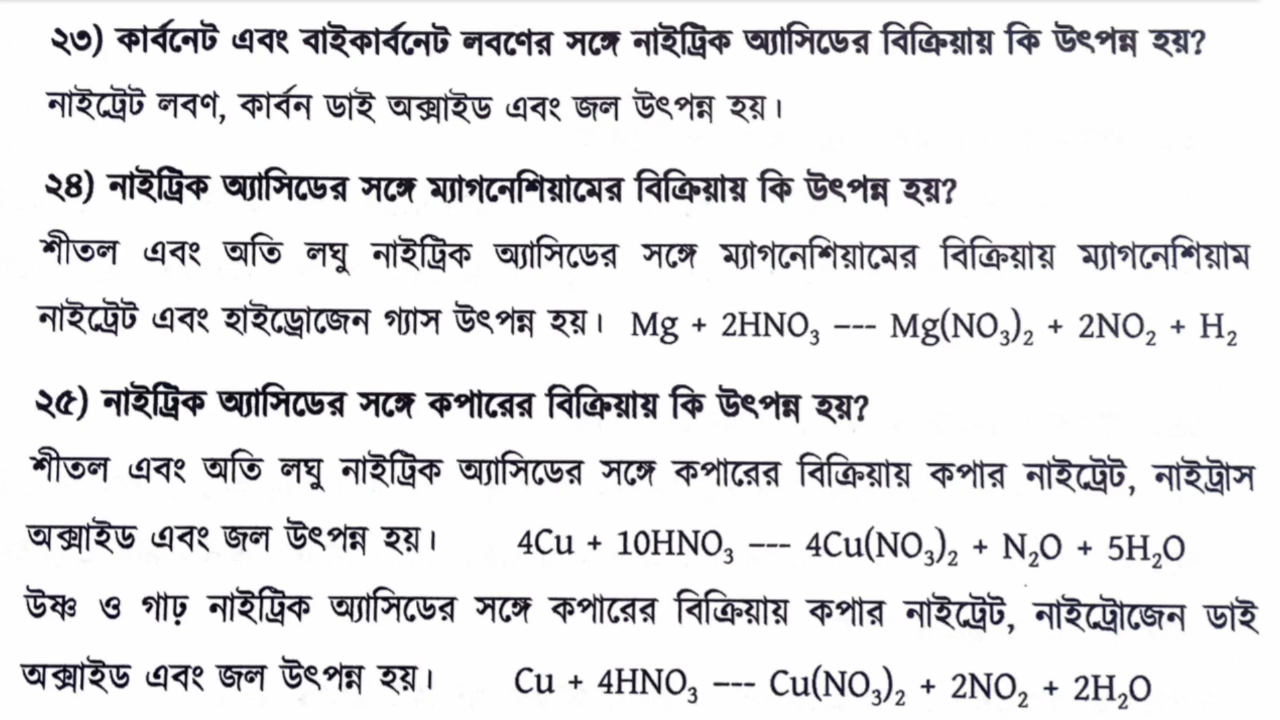 ২৩) কার্বনেট এবং বাইকার্বনেট লবণের সঙ্গে নাইট্রিক অ্যাসিডের বিক্রিয়ায় কি উৎপন্ন হয়?
নাইট্রেট লবণ, কার্বন ডাই অক্সাইড এবং জল উৎপন্ন হয়।
২৪) নাইট্রিক অ্যাসিডের সঙ্গে ম্যাগনেশিয়ামের বিক্রিয়ায় কি উৎপন্ন হয়?
শীতল এবং অতি লঘু নাইট্রিক অ্যাসিডের সঙ্গে ম্যাগনেশিয়ামের বিক্রিয়ায় ম্যাগনেশিয়াম
নাইট্রেট এবং হাইড্রোজেন গ্যাস উৎপন্ন হয়। Mg + 2HNO₃ --- Mg(NO₃)₂ + 2NO₂ + H₂
২৫) নাইট্রিক অ্যাসিডের সঙ্গে কপারের বিক্রিয়ায় কি উৎপন্ন হয়?
শীতল এবং অতি লঘু নাইট্রিক অ্যাসিডের সঙ্গে কপারের বিক্রিয়ায় কপার নাইট্রেট, নাইট্রাস
অক্সাইড এবং জল উৎপন্ন হয়। 4Cu + 10HNO₃ --- 4Cu(NO₃)₂ + N₂O + 5H₂O
উষ্ণ ও গাঢ় নাইট্রিক অ্যাসিডের সঙ্গে কপারের বিক্রিয়ায় কপার নাইট্রেট, নাইট্রোজেন ডাই
অক্সাইড এবং জল উৎপন্ন হয়। Cu + 4HNO₃ --- Cu(NO₃)₂ + 2NO₂ + 2H₂O